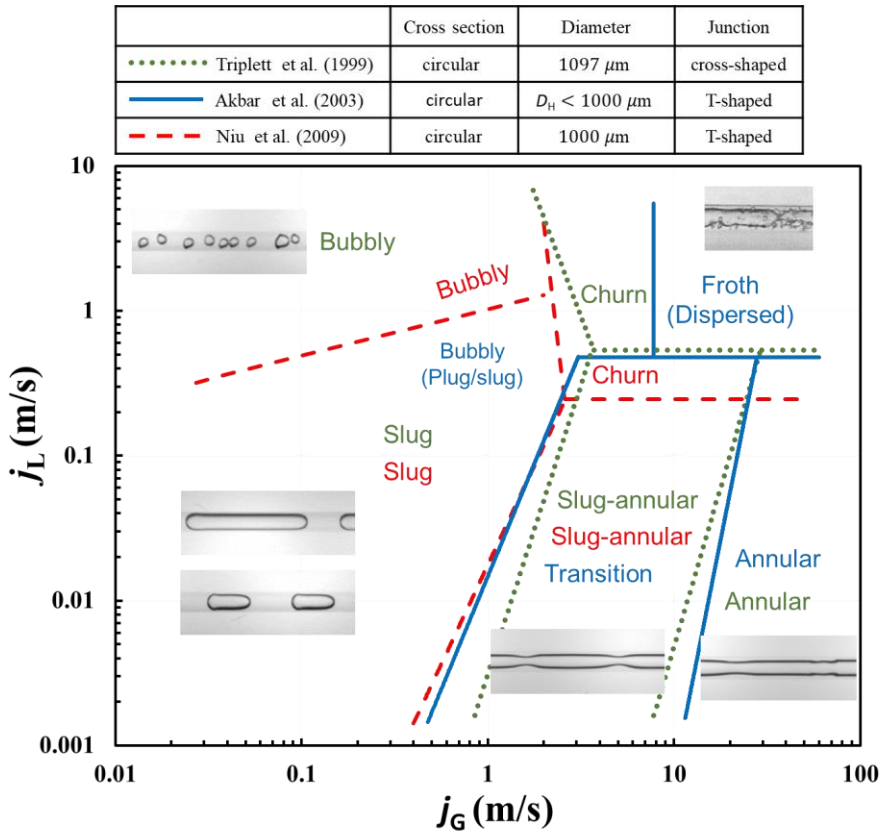 Cross section Diameter Junction
Triplett et al. (1999) circular 1097 μm cross-shaped
Akbar et al. (2003) circular D_H < 1000 μm T-shaped
Niu et al. (2009) circular 1000 μm T-shaped
10
1
0.1
0.01
0.001
j_L (m/s)
Bubbly
Bubbly
Churn
Froth
(Dispersed)
Bubbly
(Plug/slug)
Churn
Slug
Slug
Slug-annular
Slug-annular
Transition
Annular
Annular
0.01 0.1 1 10 100
j_G (m/s)